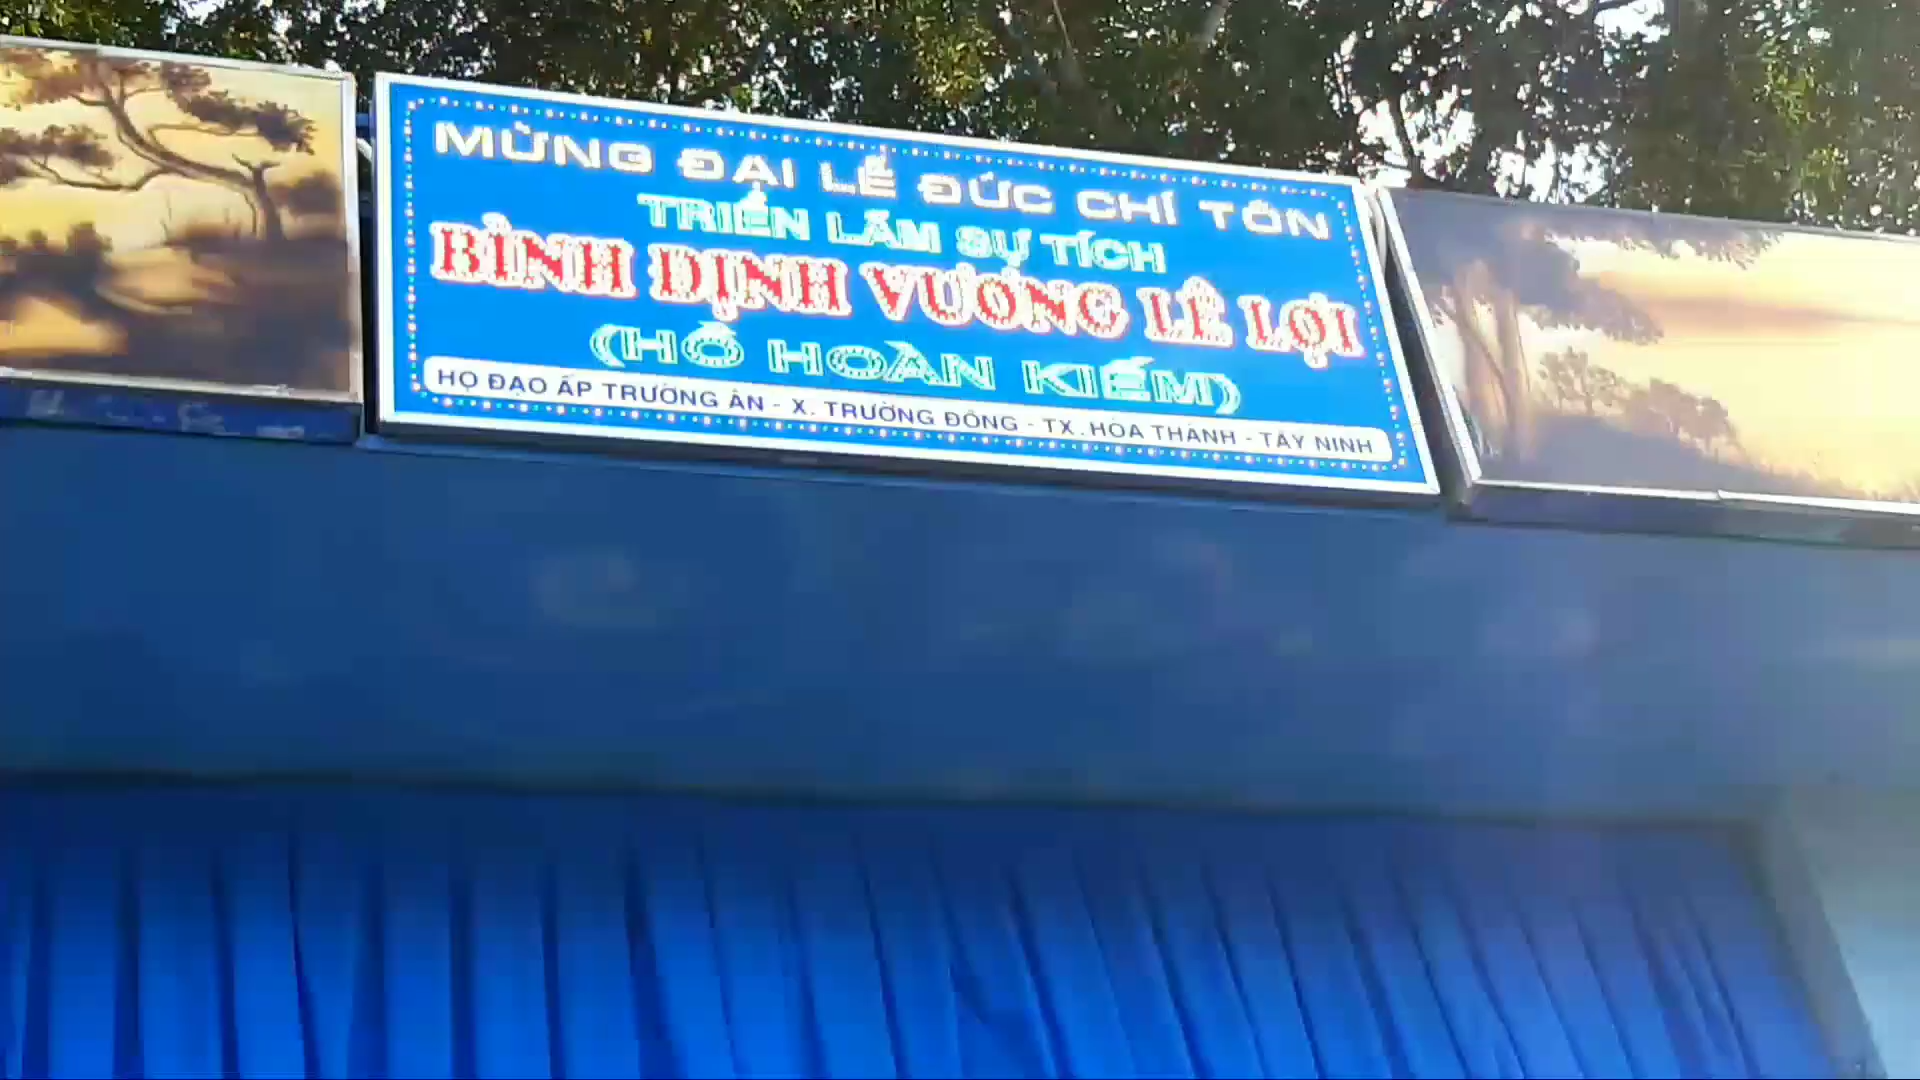 MỪNG ĐẠI LỄ ĐỨC CHÍ TÔN
TRIỂN LÃM SỰ TÍCH
BÌNH ĐỊNH VƯƠNG LÊ LỢI
(HỒ HOÀN KIẾM)
HỌ ĐẠO ẤP TRƯỜNG ÂN - X. TRƯỜNG ĐÔNG - TX. HÒA THÀNH - TÂY NINH